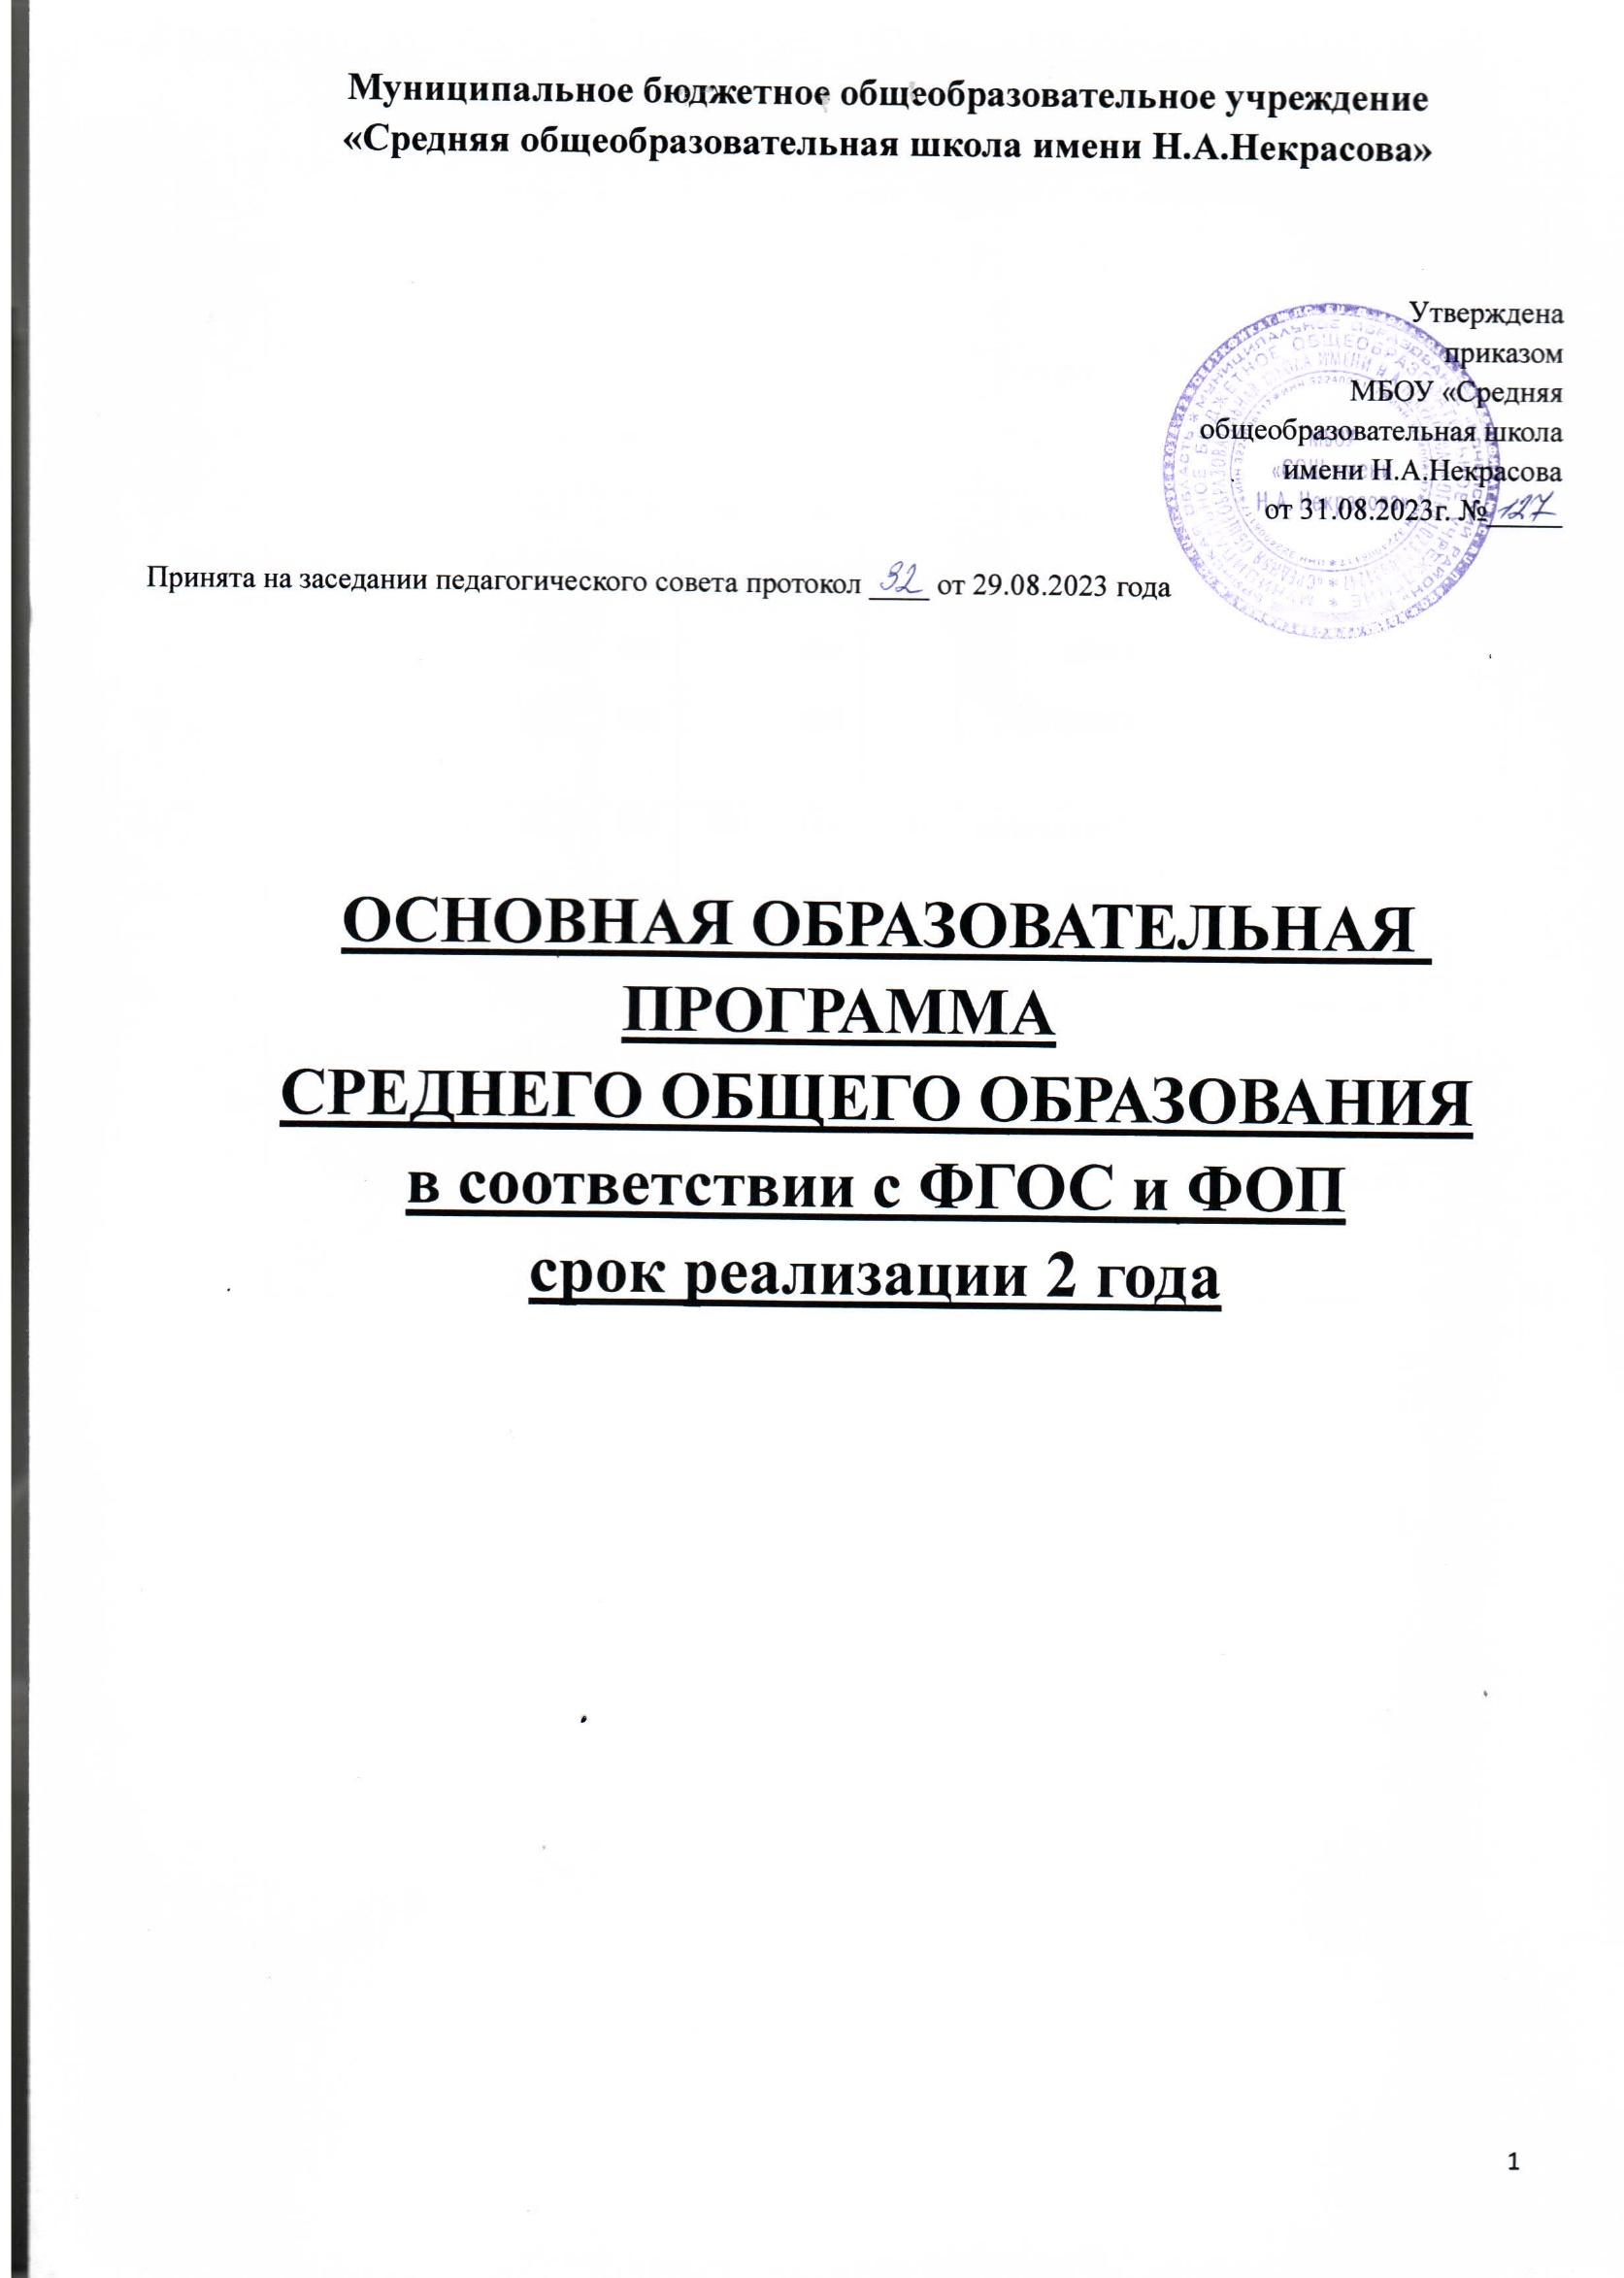 Муниципальное бюджетное общеобразовательное учреждение
«Средняя общеобразовательная школа имени Н.А.Некрасова»
Утверждена
приказом
МБОУ «Средняя
общеобразовательная школа
имени Н.А.Некрасова
от 31.08.2023г. № 127
Принята на заседании педагогического совета протокол 32 от 29.08.2023 года
ОСНОВНАЯ ОБРАЗОВАТЕЛЬНАЯ
ПРОГРАММА
СРЕДНЕГО ОБЩЕГО ОБРАЗОВАНИЯ
в соответствии с ФГОС и ФОП
срок реализации 2 года
1